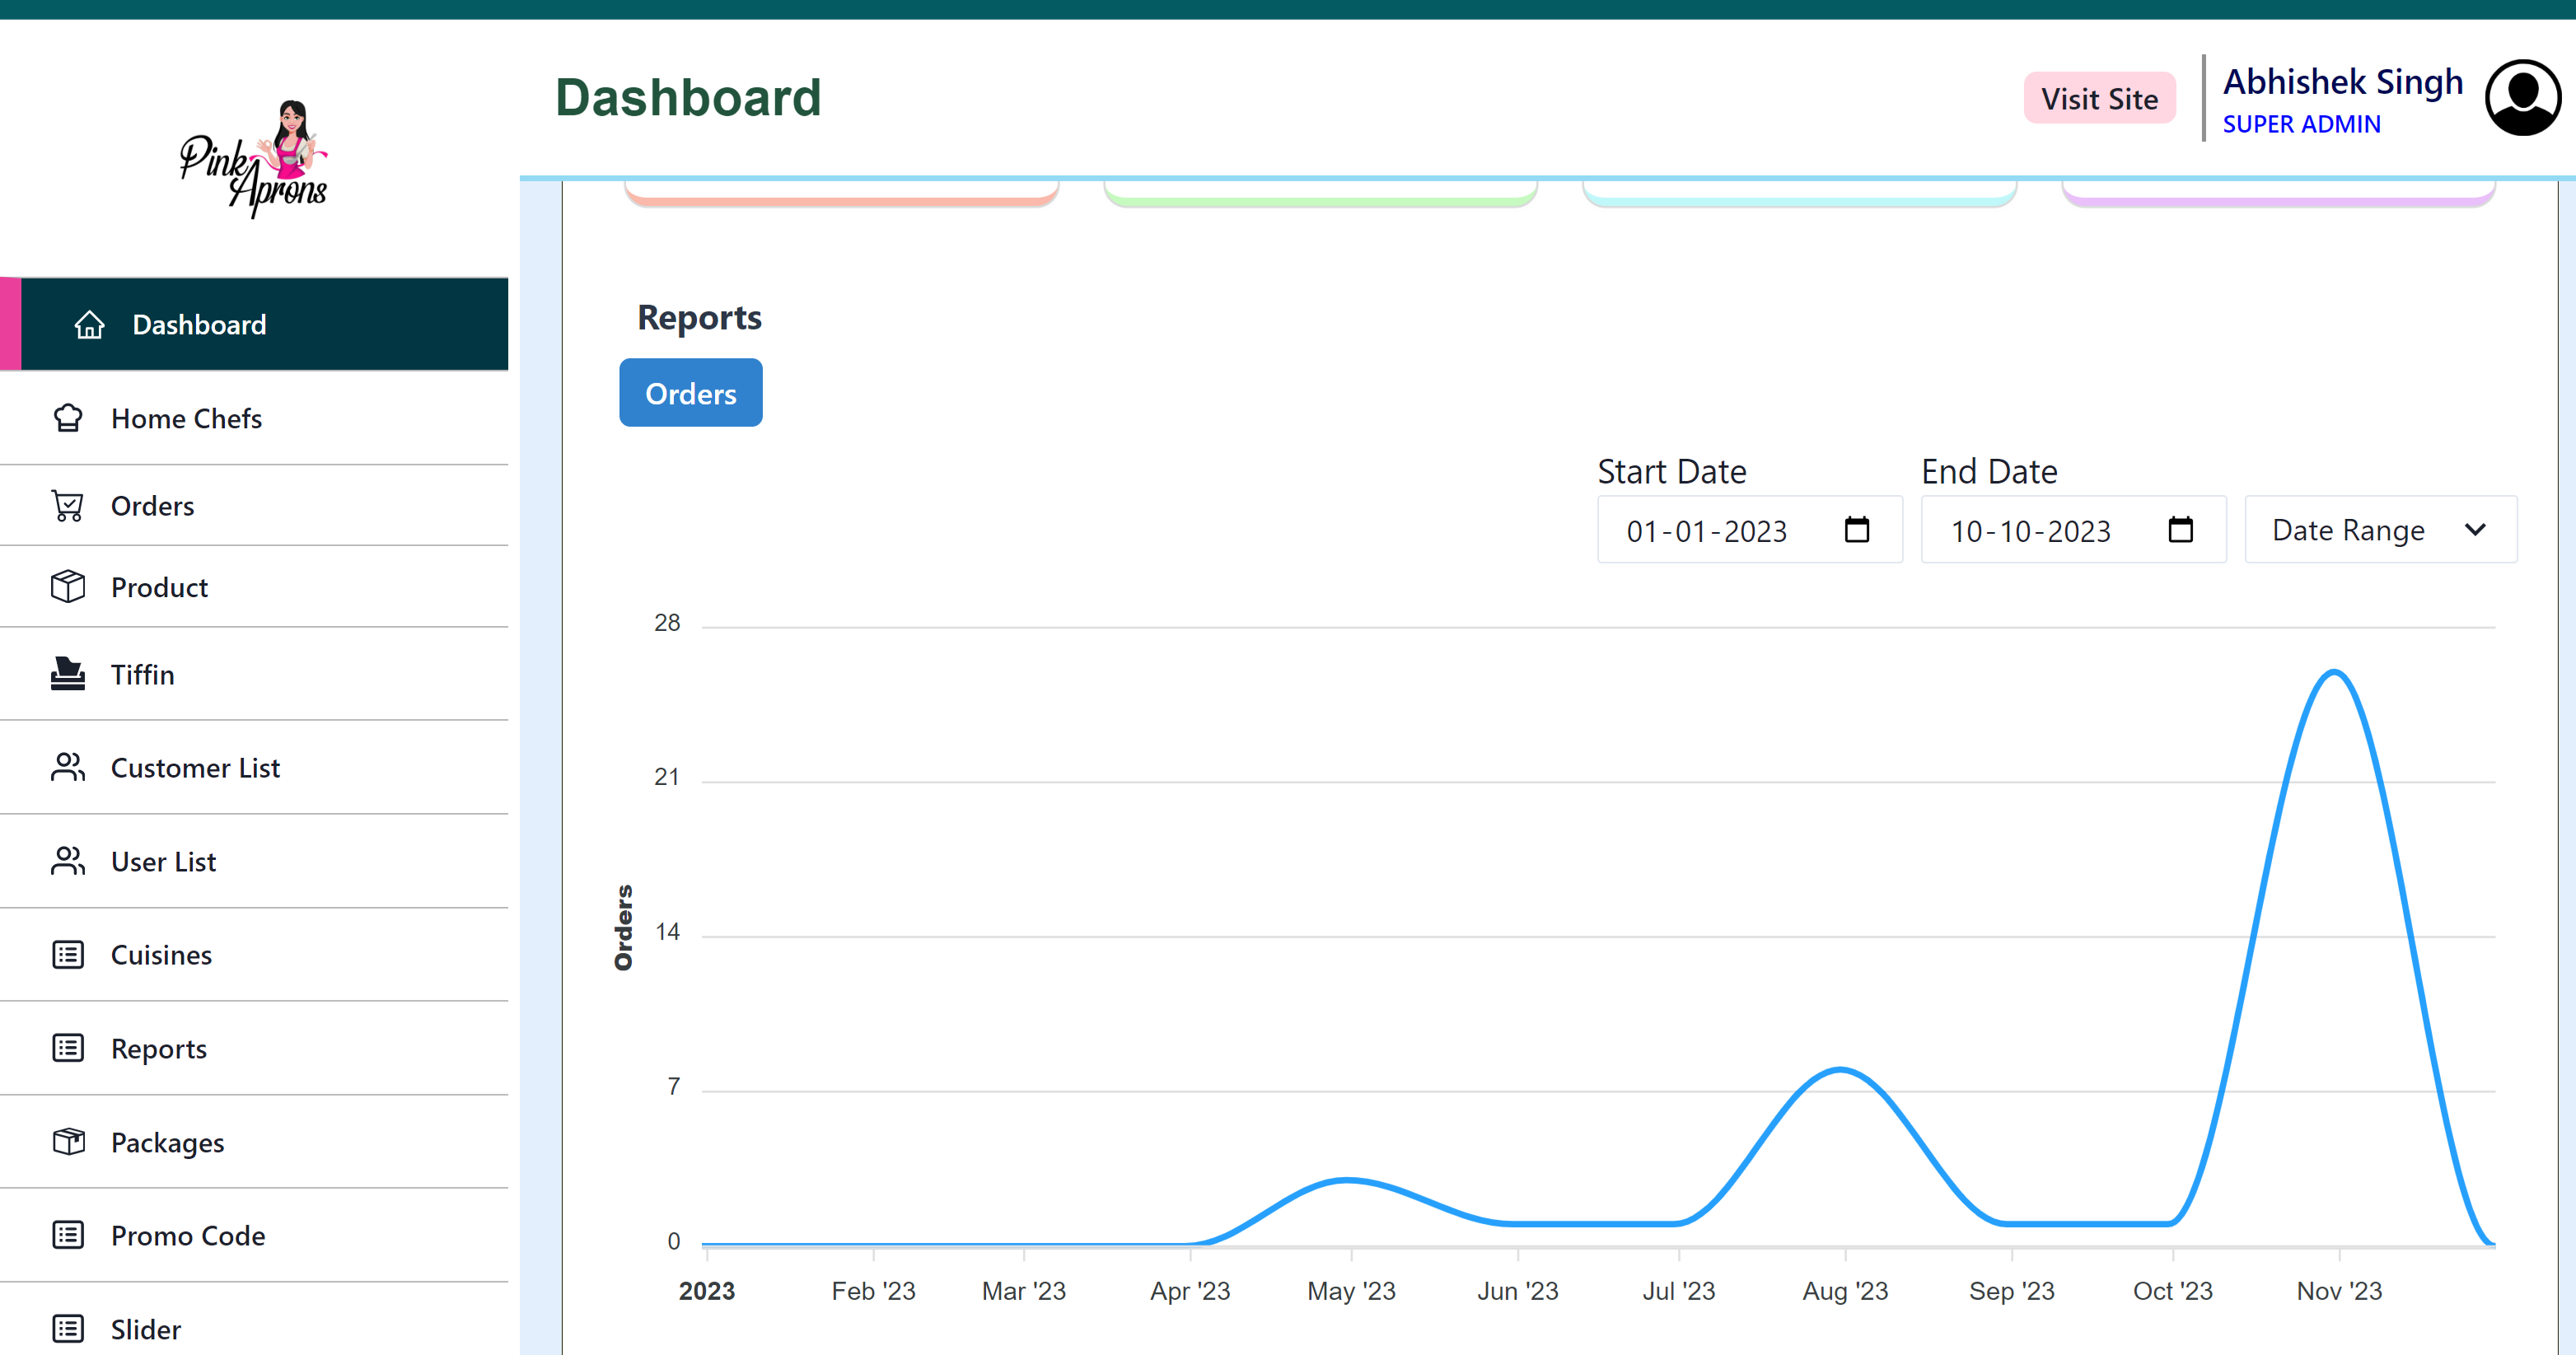 Pink
Aprons
Dashboard
Visit Site
Abhishek Singh
SUPER ADMIN
Dashboard
Home Chefs
Orders
Product
Tiffin
Customer List
User List
Cuisines
Reports
Packages
Promo Code
Slider
Reports
Orders
Start Date
End Date
01-01-2023
10-10-2023
Date Range
28
21
14
7
0
Orders
2023 Feb '23 Mar '23 Apr '23 May '23 Jun '23 Jul '23 Aug '23 Sep '23 Oct '23 Nov '23